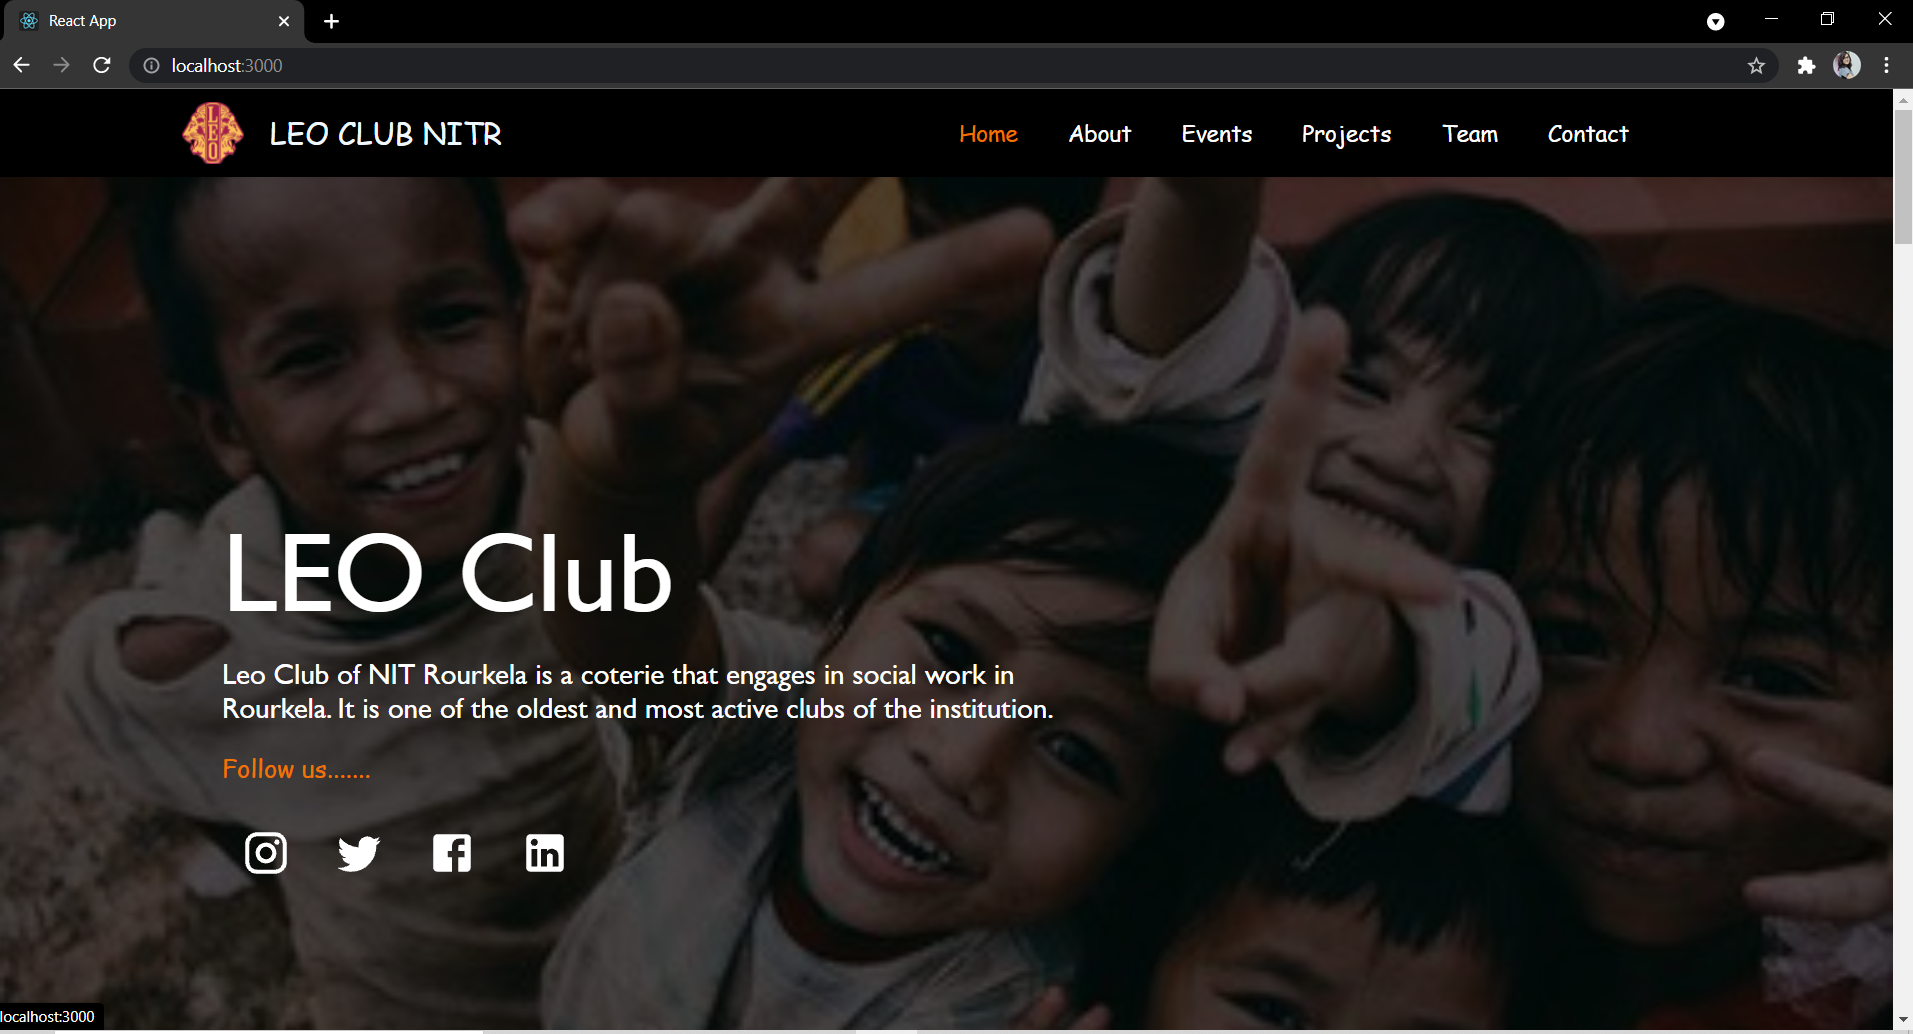 React App
localhost:3000
LEO
LEO CLUB NITR
Home About Events Projects Team Contact
LEO Club
Leo Club of NIT Rourkela is a coterie that engages in social work in
Rourkela. It is one of the oldest and most active clubs of the institution.
Follow us.......
localhost:3000